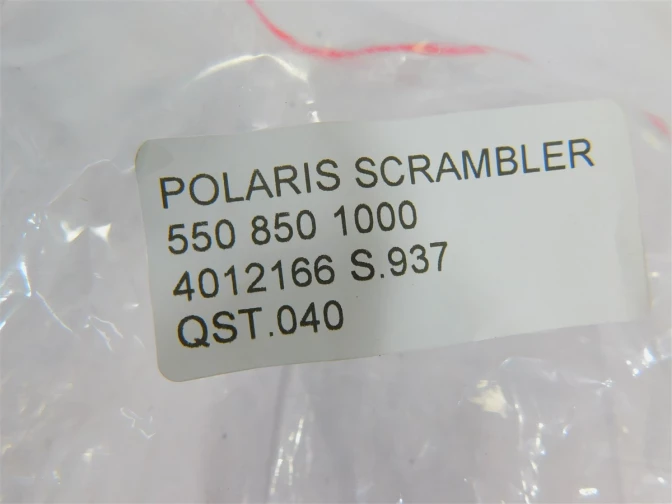 POLARIS SCRAMBLER
550 850 1000
4012166 S.937
QST.040